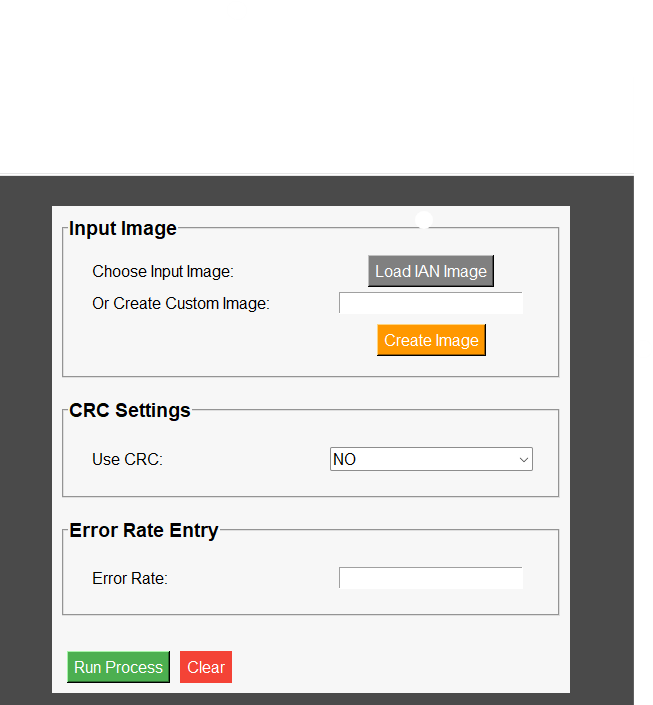 Input Image
Choose Input Image: Load IAN Image
Or Create Custom Image:
Create Image
CRC Settings
Use CRC: NO
Error Rate Entry
Error Rate:
Run Process Clear